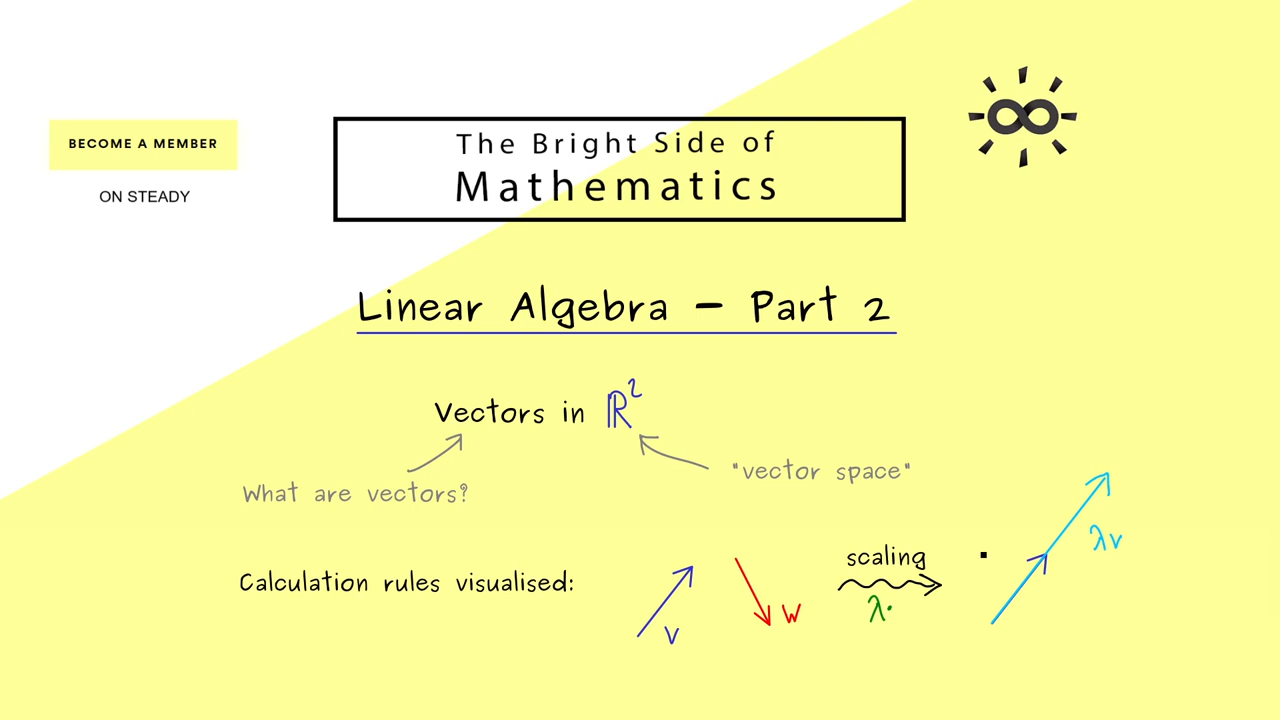 BECOME A MEMBER
ON STEADY
The Bright Side of
Mathematics
Linear Algebra – Part 2
Vectors in ℝ²
What are vectors?
"vector space"
Calculation rules visualised:
v
w
scaling
λ·
λv